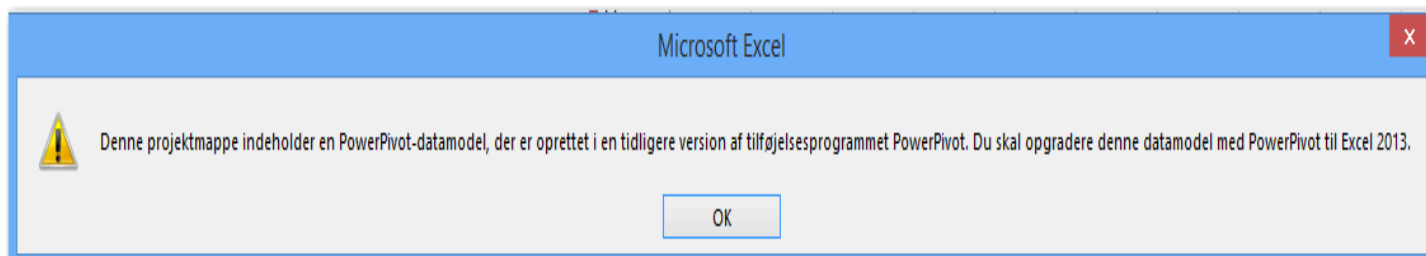 Microsoft Excel
x
Denne projektmappe indeholder en PowerPivot-datamodel, der er oprettet i en tidligere version af tilføjelsesprogrammet PowerPivot. Du skal opgradere denne datamodel med PowerPivot til Excel 2013.
OK